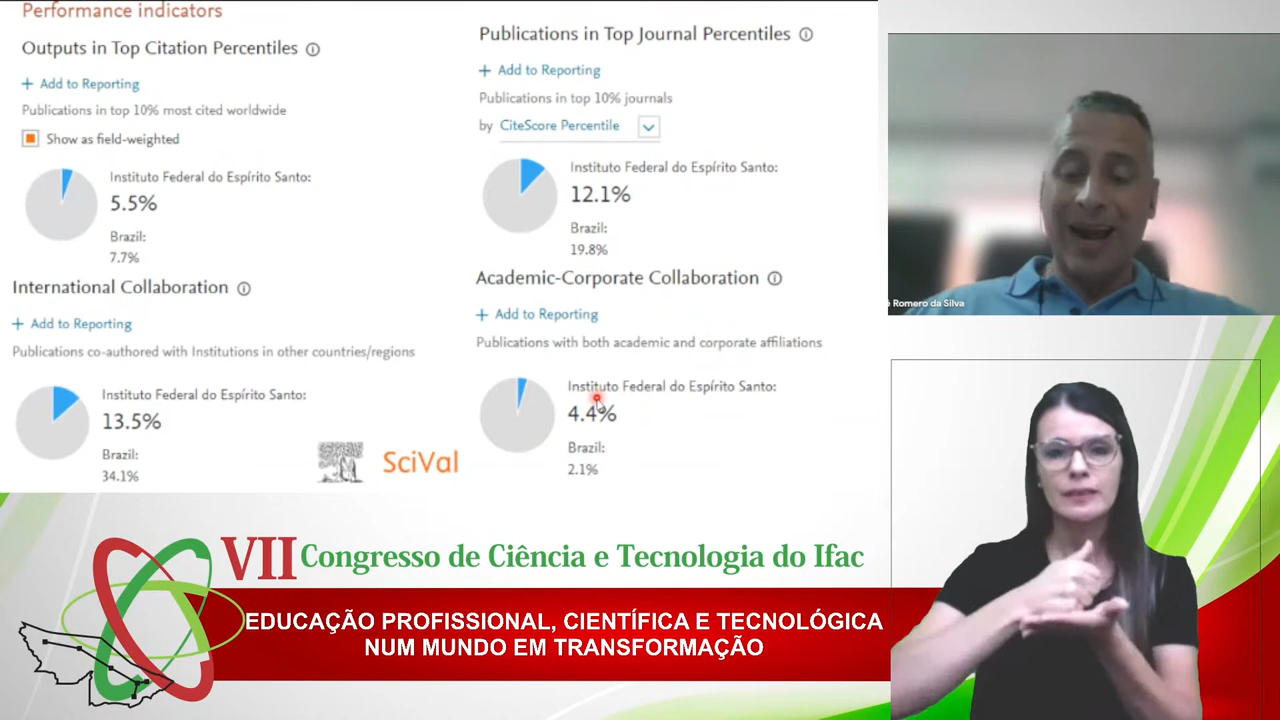 Performance indicators
Outputs in Top Citation Percentiles
+ Add to Reporting
Publications in top 10% most cited worldwide
Show as field-weighted
Instituto Federal do Espírito Santo:
5.5%
Brazil:
7.7%
Publications in Top Journal Percentiles
+ Add to Reporting
Publications in top 10% journals
by CiteScore Percentile
Instituto Federal do Espírito Santo:
12.1%
Brazil:
19.8%
International Collaboration
+ Add to Reporting
Publications co-authored with Institutions in other countries/regions
Instituto Federal do Espírito Santo:
13.5%
Brazil:
34.1%
SciVal
Academic-Corporate Collaboration
+ Add to Reporting
Publications with both academic and corporate affiliations
Instituto Federal do Espírito Santo:
4.4%
Brazil:
2.1%
Romero da Silva
VII Congresso de Ciência e Tecnologia do Ifac
EDUCAÇÃO PROFISSIONAL, CIENTÍFICA E TECNOLÓGICA
NUM MUNDO EM TRANSFORMAÇÃO